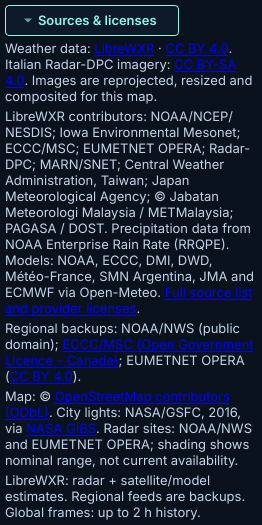 Sources & licenses
Weather data: LibreWXR · CC BY 4.0.
Italian Radar-DPC imagery: CC BY-SA
4.0. Images are reprojected, resized and
composited for this map.
LibreWXR contributors: NOAA/NCEP/
NESDIS; Iowa Environmental Mesonet;
ECCC/MSC; EUMETNET OPERA; Radar-
DPC; MARN/SNET; Central Weather
Administration, Taiwan; Japan
Meteorological Agency; © Jabatan
Meteorologi Malaysia / METMalaysia;
PAGASA / DOST. Precipitation data from
NOAA Enterprise Rain Rate (RRQPE).
Models: NOAA, ECCC, DMI, DWD,
Météo-France, SMN Argentina, JMA and
ECMWF via Open-Meteo. Full source list
and provider licenses.
Regional backups: NOAA/NWS (public
domain); ECCC/MSC (Open Government
Licence – Canada); EUMETNET OPERA
(CC BY 4.0).
Map: © OpenStreetMap contributors
(ODbL). City lights: NASA/GSFC, 2016,
via NASA GIBS. Radar sites: NOAA/NWS
and EUMETNET OPERA; shading shows
nominal range, not current availability.
LibreWXR: radar + satellite/model
estimates. Regional feeds are backups.
Global frames: up to 2 h history.